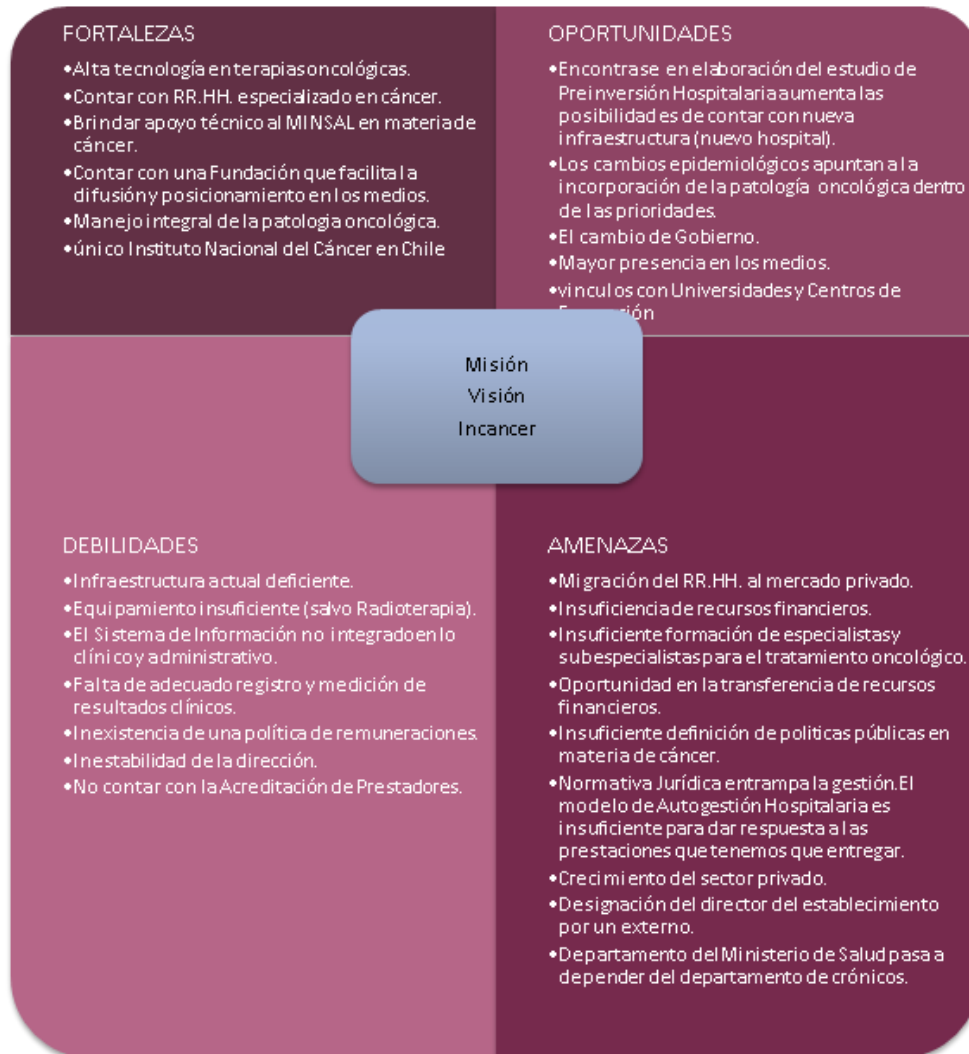 FORTALEZAS
•Alta tecnología en terapias oncológicas.
•Contar con RR.HH. especializado en cáncer.
•Brindar apoyo técnico al MINSAL en materia de
cáncer.
•Contar con una Fundación que facilita la
difusión y posicionamiento en los medios.
•Manejo integral de la patologia oncológica.
•único Instituto Nacional del Cáncer en Chile
OPORTUNIDADES
•Encontrase en elaboración del estudio de
Preinversión Hospitalaria aumenta las
posibilidades de contar con nueva
infraestructura (nuevo hospital).
•Los cambios epidemiológicos apuntan a la
incorporación de la patología oncológica dentro
de las prioridades.
•El cambio de Gobierno.
•Mayor presencia en los medios.
•vinculos con Universidades y Centros de
Misión
Visión
Incancer
DEBILIDADES
•Infraestructura actual deficiente.
•Equipamiento insuficiente (salvo Radioterapia).
•El Sistema de Información no integrado en lo
clínico y administrativo.
•Falta de adecuado registro y medición de
resultados clínicos.
•Inexistencia de una política de remuneraciones.
•Inestabilidad de la dirección.
•No contar con la Acreditación de Prestadores.
AMENAZAS
•Migración del RR.HH. al mercado privado.
•Insuficiencia de recursos financieros.
•Insuficiente formación de especialistas y
subespecialistas para el tratamiento oncológico.
•Oportunidad en la transferencia de recursos
financieros.
•Insuficiente definición de politicas públicas en
materia de cáncer.
•Normativa Jurídica entrampa la gestión.El
modelo de Autogestión Hospitalaria es
insuficiente para dar respuesta a las
prestaciones que tenemos que entregar.
•Crecimiento del sector privado.
•Designación del director del establecimiento
por un externo.
•Departamento del Ministerio de Salud pasa a
depender del departamento de crónicos.